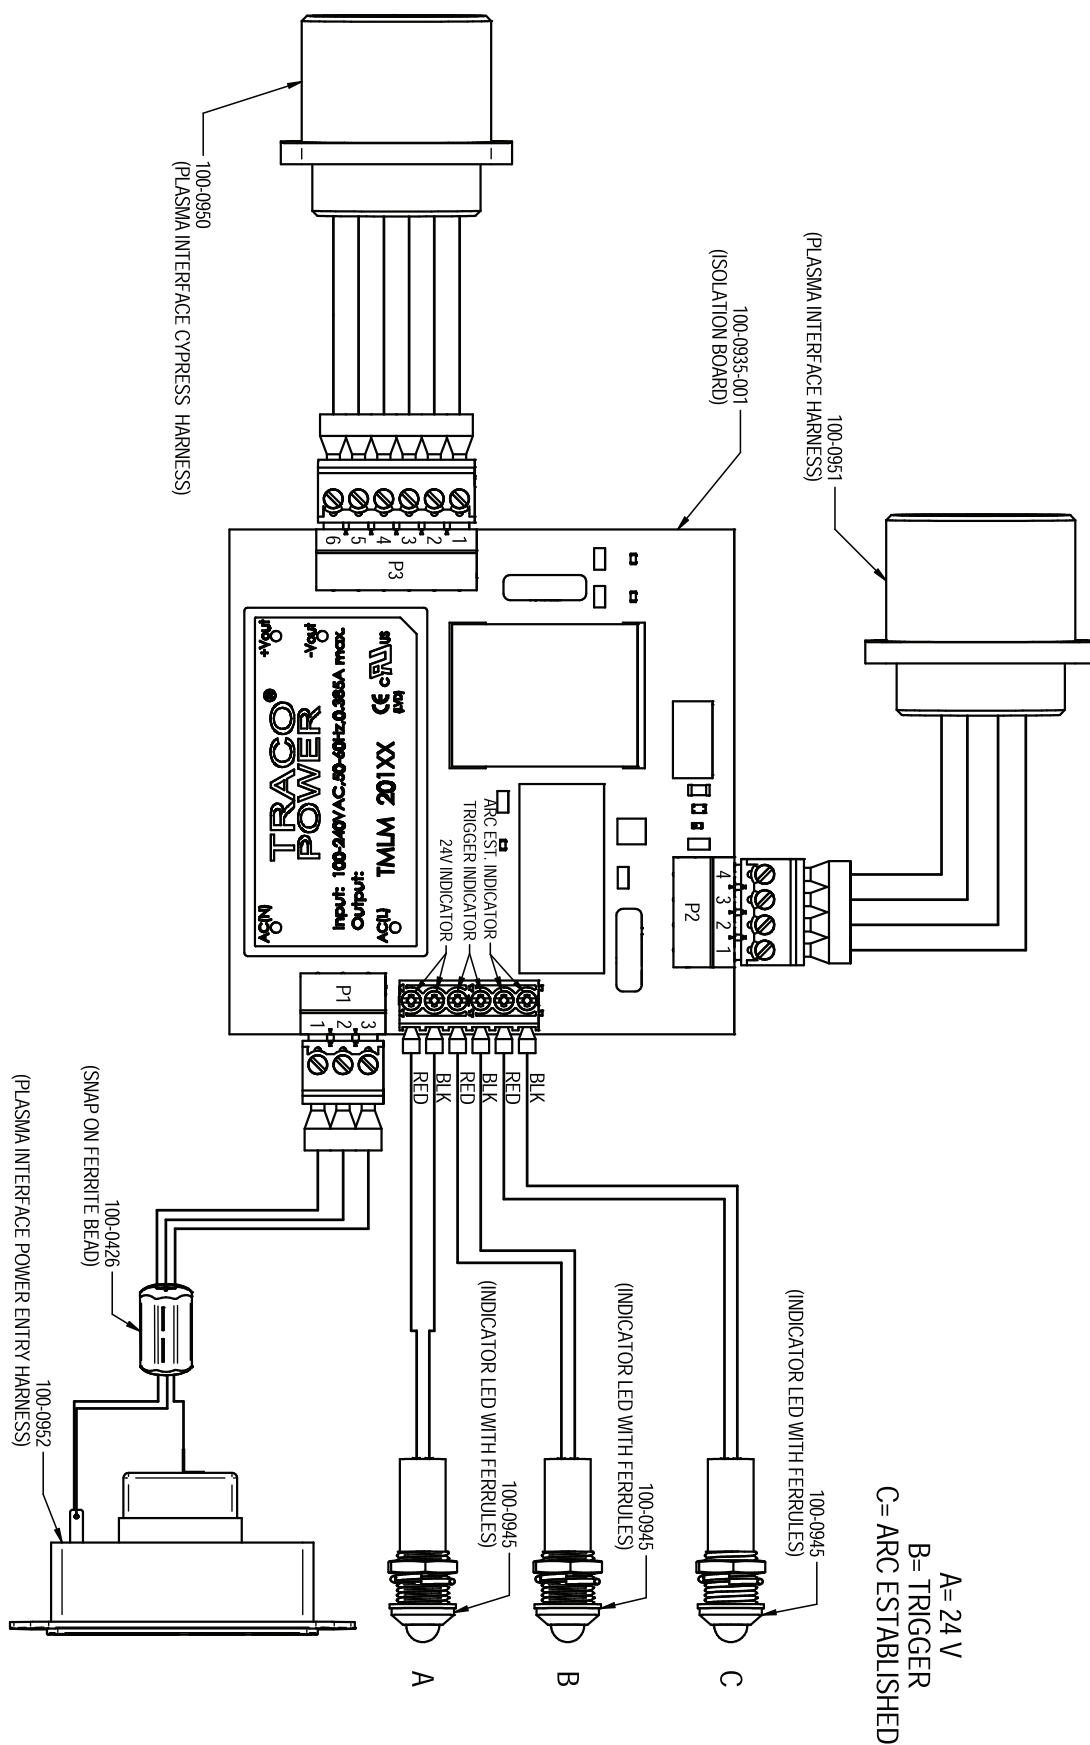 A= 24 V
B= TRIGGER
C= ARC ESTABLISHED
100-0951
(PLASMA INTERFACE HARNESS)
100-0935-001
(ISOLATION BOARD)
100-0950
(PLASMA INTERFACE CYPRESS HARNESS)
1
2
3
4
5
6
P3
4
3
2
1
P2
ARC EST. INDICATOR
TRIGGER INDICATOR
24V INDICATOR
c UL us
CE
TMLM 201XX
Input: 100-240VAC,50-60Hz,0.385A max.
Output:
TRACO
POWER
®
-Vout
+Vout
AC(L)
AC(N)
P1
3
2
1
BLK
RED
BLK
RED
BLK
RED
100-0945
(INDICATOR LED WITH FERRULES)
C
100-0945
(INDICATOR LED WITH FERRULES)
B
100-0945
(INDICATOR LED WITH FERRULES)
A
100-0426
(SNAP ON FERRITE BEAD)
100-0952
(PLASMA INTERFACE POWER ENTRY HARNESS)